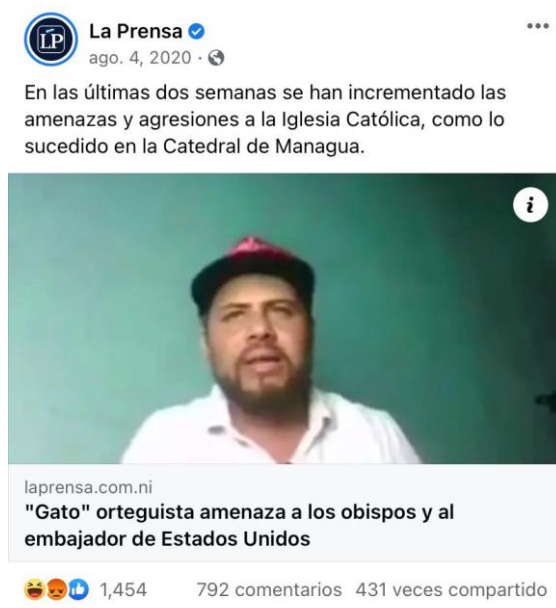 LP
La Prensa
ago. 4, 2020 ·
En las últimas dos semanas se han incrementado las
amenazas y agresiones a la Iglesia Católica, como lo
sucedido en la Catedral de Managua.
i
laprensa.com.ni
"Gato" orteguista amenaza a los obispos y al
embajador de Estados Unidos
1,454 792 comentarios 431 veces compartido